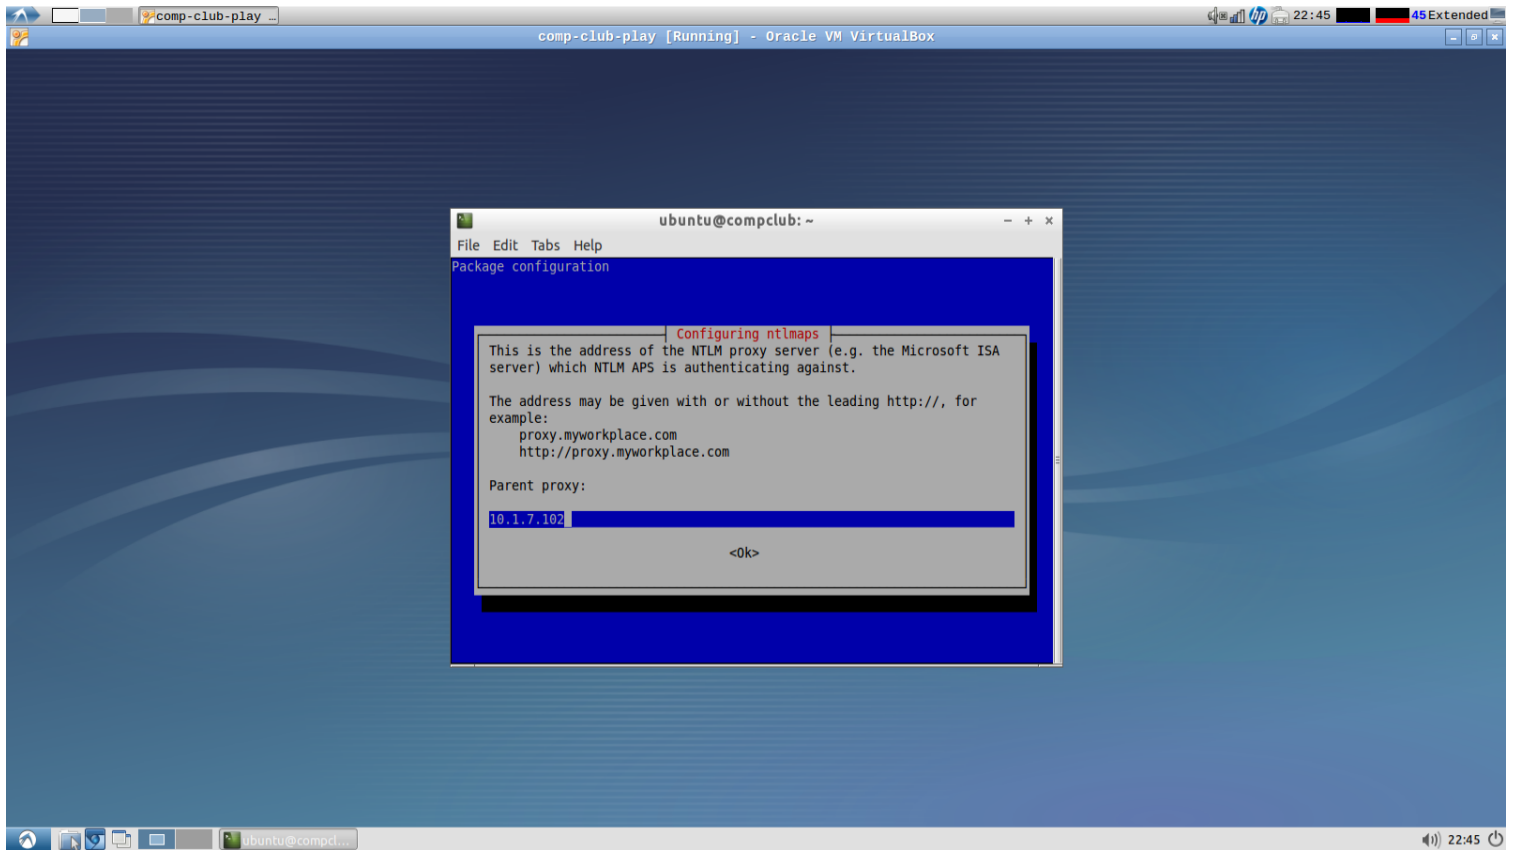 comp-club-play …
hp
22:45
45
Extended
comp-club-play [Running] - Oracle VM VirtualBox
ubuntu@compclub: ~
File Edit Tabs Help
Package configuration
Configuring ntlmaps
This is the address of the NTLM proxy server (e.g. the Microsoft ISA
server) which NTLM APS is authenticating against.
The address may be given with or without the leading http://, for
example:
proxy.myworkplace.com
http://proxy.myworkplace.com
Parent proxy:
10.1.7.102_
<Ok>
ubuntu@compcl...
22:45